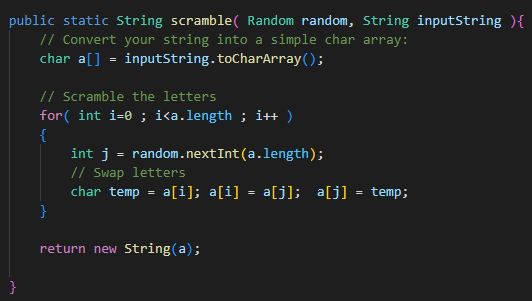 public static String scramble( Random random, String inputString ){
    // Convert your string into a simple char array:
    char a[] = inputString.toCharArray();

    // Scramble the letters
    for( int i=0 ; i<a.length ; i++ )
    {
        int j = random.nextInt(a.length);
        // Swap letters
        char temp = a[i]; a[i] = a[j];  a[j] = temp;
    }

    return new String(a);

}